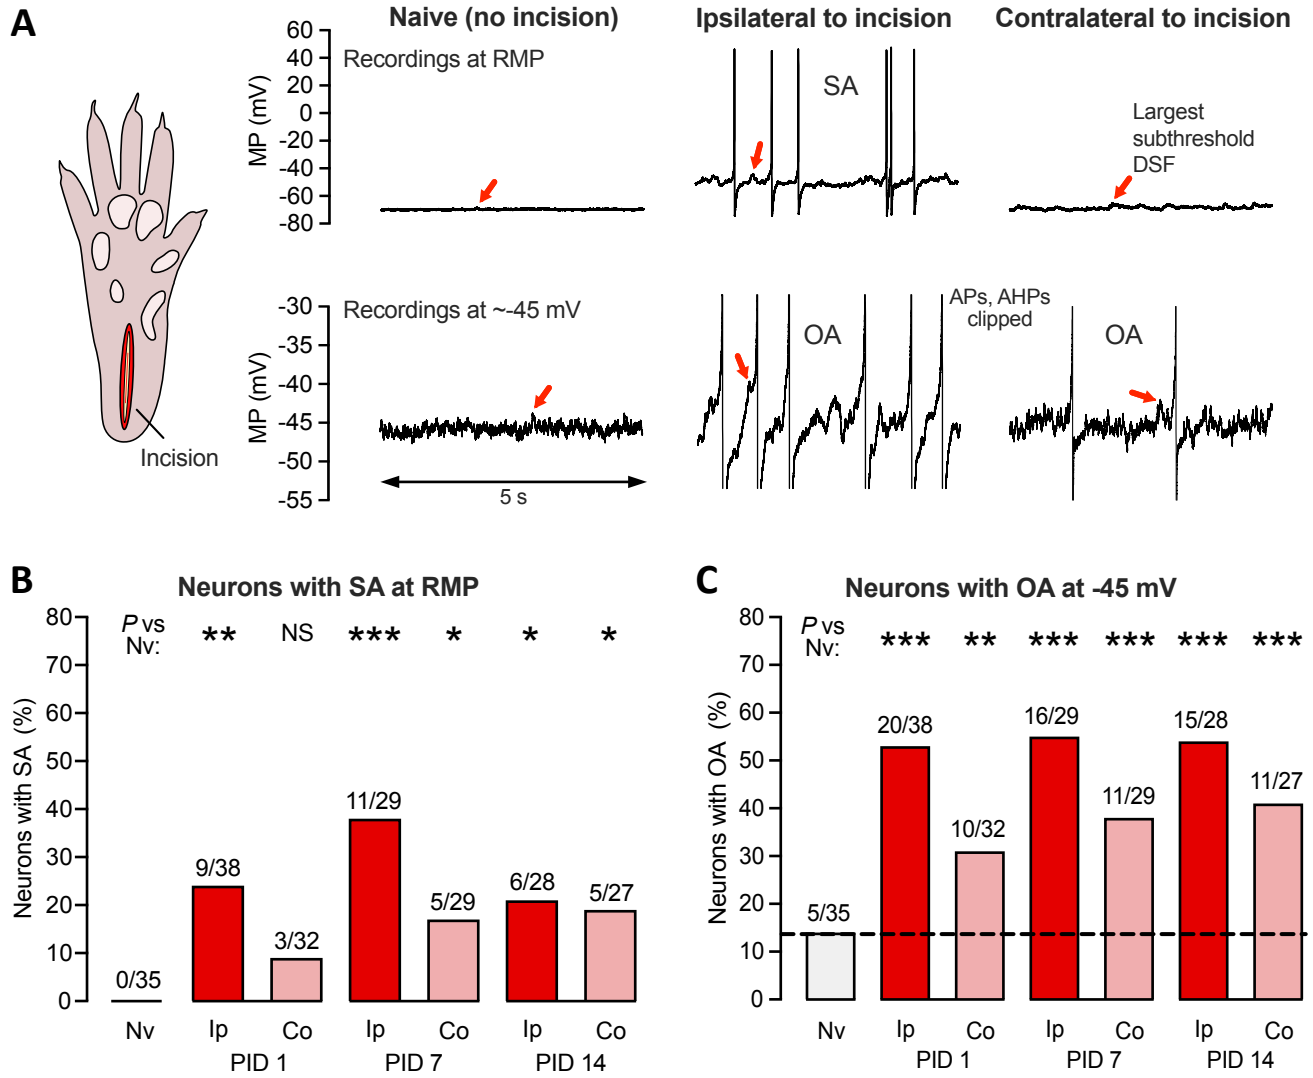 A
Naive (no incision)
Ipsilateral to incision
Contralateral to incision
MP (mV)
60
40
20
0
-20
-40
-60
-80
Recordings at RMP
SA
Largest
subthreshold
DSF
Incision
MP (mV)
-30
-35
-40
-45
-50
-55
Recordings at ~-45 mV
5 s
OA
APs, AHPs
clipped
OA
B
Neurons with SA at RMP
Neurons with SA (%)
80
70
60
50
40
30
20
10
0
P vs
Nv:
** NS *** * * *
0/35
9/38
3/32
11/29
5/29
6/28
5/27
Nv Ip Co Ip Co Ip Co
PID 1 PID 7 PID 14
C
Neurons with OA at -45 mV
Neurons with OA (%)
80
70
60
50
40
30
20
10
0
P vs
Nv:
*** ** *** *** *** ***
5/35
20/38
10/32
16/29
11/29
15/28
11/27
Nv Ip Co Ip Co Ip Co
PID 1 PID 7 PID 14